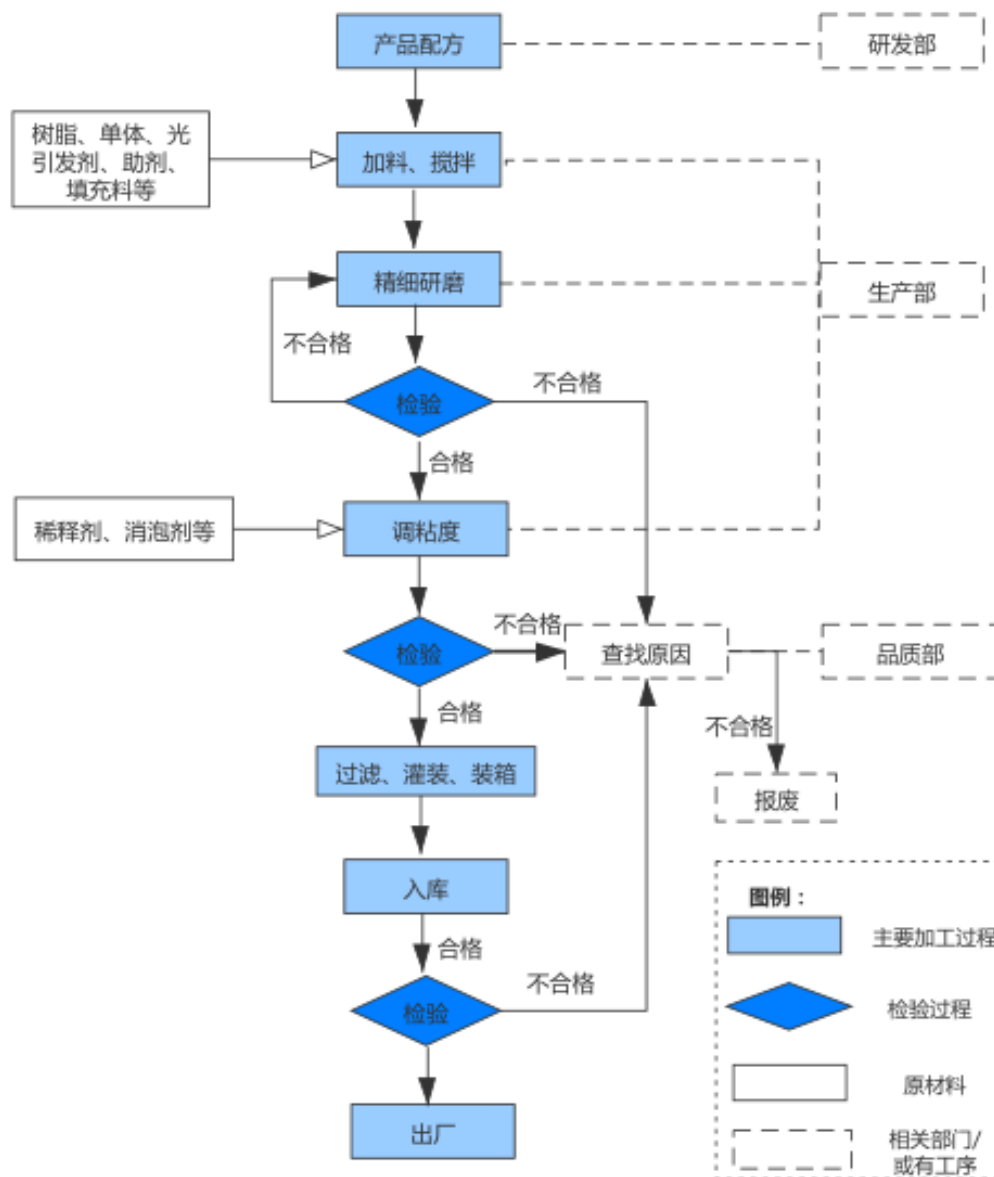 产品配方
研发部
树脂、单体、光
引发剂、助剂、
填充料等
加料、搅拌
精细研磨
生产部
不合格
检验
不合格
合格
稀释剂、消泡剂等
调粘度
检验
不合格
查找原因
品质部
合格
不合格
过滤、灌装、装箱
报废
入库
合格
检验
不合格
出厂
图例：
主要加工过程
检验过程
原材料
相关部门/
或有工序